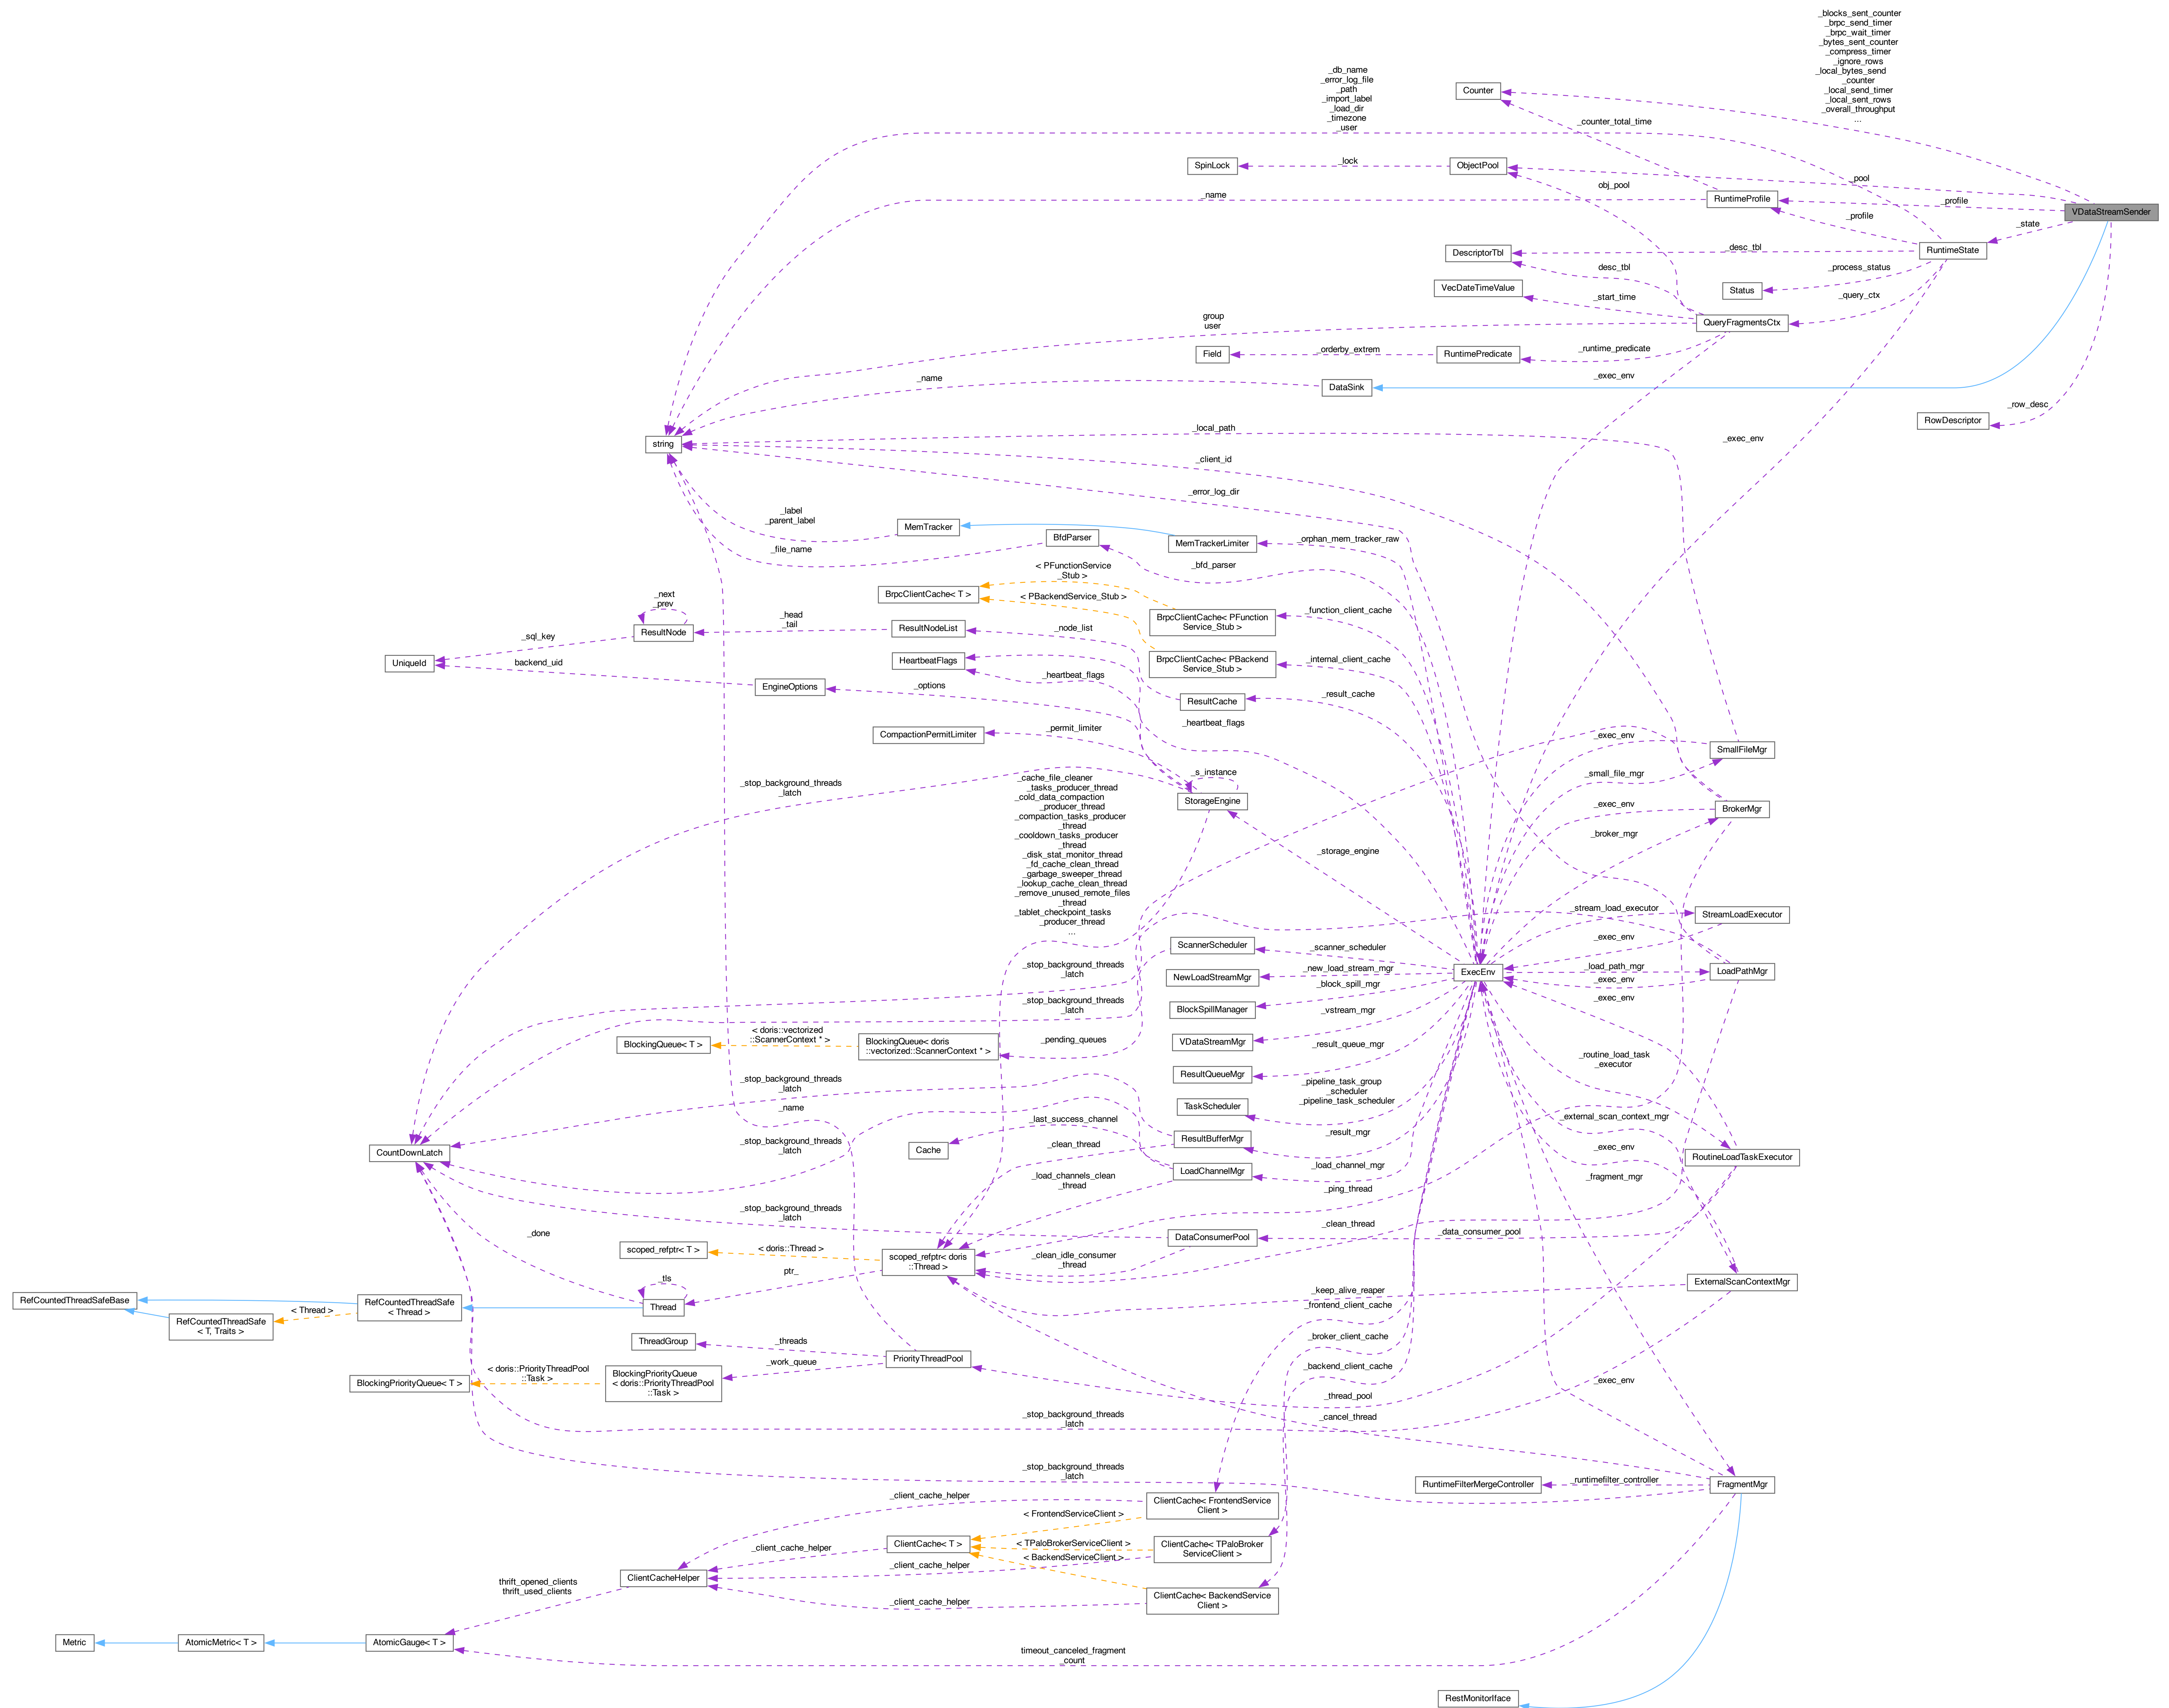 _blocks_sent_counter
_brpc_send_timer
_brpc_wait_timer
_bytes_sent_counter
_compress_timer
_ignore_rows
_local_bytes_send
_counter
_local_send_timer
_local_sent_rows
_overall_throughput
...
_db_name
_error_log_file
_path
_import_label
_load_dir
_timezone
_user
Counter
_counter_total_time
SpinLock
_lock
ObjectPool
_pool
obj_pool
_name
RuntimeProfile
_profile
VDataStreamSender
_profile
_state
DescriptorTbl
_desc_tbl
RuntimeState
desc_tbl
_process_status
VecDateTimeValue
_start_time
Status
_query_ctx
group
user
QueryFragmentsCtx
Field
_orderby_extrem
RuntimePredicate
_runtime_predicate
_name
DataSink
_exec_env
_row_desc
RowDescriptor
string
_local_path
_exec_env
_client_id
_error_log_dir
_label
_parent_label
MemTracker
BfdParser
_file_name
MemTrackerLimiter
_orphan_mem_tracker_raw
_bfd_parser
< PFunctionService
_Stub >
BrpcClientCache< T >
< PBackendService_Stub >
BrpcClientCache< PFunction
Service_Stub >
_function_client_cache
_next
_prev
ResultNode
_head
_tail
ResultNodeList
_node_list
_sql_key
UniqueId
backend_uid
HeartbeatFlags
BrpcClientCache< PBackend
Service_Stub >
_internal_client_cache
EngineOptions
_options
_heartbeat_flags
ResultCache
_result_cache
CompactionPermitLimiter
_permit_limiter
_heartbeat_flags
_exec_env
SmallFileMgr
_stop_background_threads
_latch
_cache_file_cleaner
_tasks_producer_thread
_cold_data_compaction
_producer_thread
_compaction_tasks_producer
_thread
_cooldown_tasks_producer
_thread
_disk_stat_monitor_thread
_fd_cache_clean_thread
_garbage_sweeper_thread
_lookup_cache_clean_thread
_remove_unused_remote_files
_thread
_tablet_checkpoint_tasks
_producer_thread
...
_s_instance
StorageEngine
_small_file_mgr
_exec_env
BrokerMgr
_broker_mgr
_storage_engine
_stream_load_executor
StreamLoadExecutor
_exec_env
ScannerScheduler
_scanner_scheduler
_stop_background_threads
_latch
NewLoadStreamMgr
_new_load_stream_mgr
ExecEnv
_load_path_mgr
LoadPathMgr
_exec_env
_block_spill_mgr
BlockSpillManager
_exec_env
_stop_background_threads
_latch
_vstream_mgr
BlockingQueue< T >
< doris::vectorized
::ScannerContext * >
BlockingQueue< doris
::vectorized::ScannerContext * >
_pending_queues
VDataStreamMgr
_result_queue_mgr
ResultQueueMgr
_routine_load_task
_executor
_stop_background_threads
_latch
_pipeline_task_group
_scheduler
_pipeline_task_scheduler
TaskScheduler
_name
_last_success_channel
_external_scan_context_mgr
_result_mgr
ResultBufferMgr
_stop_background_threads
_latch
CountDownLatch
Cache
_clean_thread
_exec_env
RoutineLoadTaskExecutor
LoadChannelMgr
_load_channel_mgr
_load_channels_clean
_thread
_fragment_mgr
_ping_thread
_stop_background_threads
_latch
_clean_thread
_done
DataConsumerPool
_data_consumer_pool
scoped_refptr< T >
< doris::Thread >
scoped_refptr< doris
::Thread >
_clean_idle_consumer
_thread
_tls
ptr_
ExternalScanContextMgr
_keep_alive_reaper
RefCountedThreadSafeBase
< Thread >
RefCountedThreadSafe
< Thread >
Thread
_frontend_client_cache
RefCountedThreadSafe
< T, Traits >
ThreadGroup
_threads
_broker_client_cache
PriorityThreadPool
_work_queue
_backend_client_cache
BlockingPriorityQueue< T >
< doris::PriorityThreadPool
::Task >
BlockingPriorityQueue
< doris::PriorityThreadPool
::Task >
_exec_env
_thread_pool
_stop_background_threads
_latch
_cancel_thread
_stop_background_threads
_latch
RuntimeFilterMergeController
_runtimefilter_controller
FragmentMgr
_client_cache_helper
ClientCache< FrontendService
Client >
< FrontendServiceClient >
ClientCache< T >
< TPaloBrokerServiceClient >
ClientCache< TPaloBroker
ServiceClient >
_client_cache_helper
< BackendServiceClient >
_client_cache_helper
ClientCacheHelper
thrift_opened_clients
thrift_used_clients
_client_cache_helper
ClientCache< BackendService
Client >
Metric
AtomicMetric< T >
AtomicGauge< T >
timeout_canceled_fragment
_count
RestMonitorIface